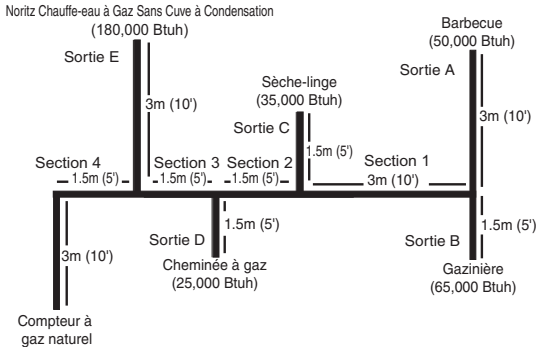 Noritz Chauffe-eau à Gaz Sans Cuve à Condensation
(180,000 Btuh)
Sortie E
3m (10')
Barbecue
(50,000 Btuh)
Sortie A
3m (10')
Sèche-linge
(35,000 Btuh)
Sortie C
1.5m (5')
Section 4
1.5m (5')
Section 3
1.5m (5')
Section 2
1.5m (5')
Section 1
3m (10')
3m (10')
Compteur à
gaz naturel
Sortie D
1.5m (5')
Cheminée à gaz
(25,000 Btuh)
Sortie B
1.5m (5')
Gazinière
(65,000 Btuh)